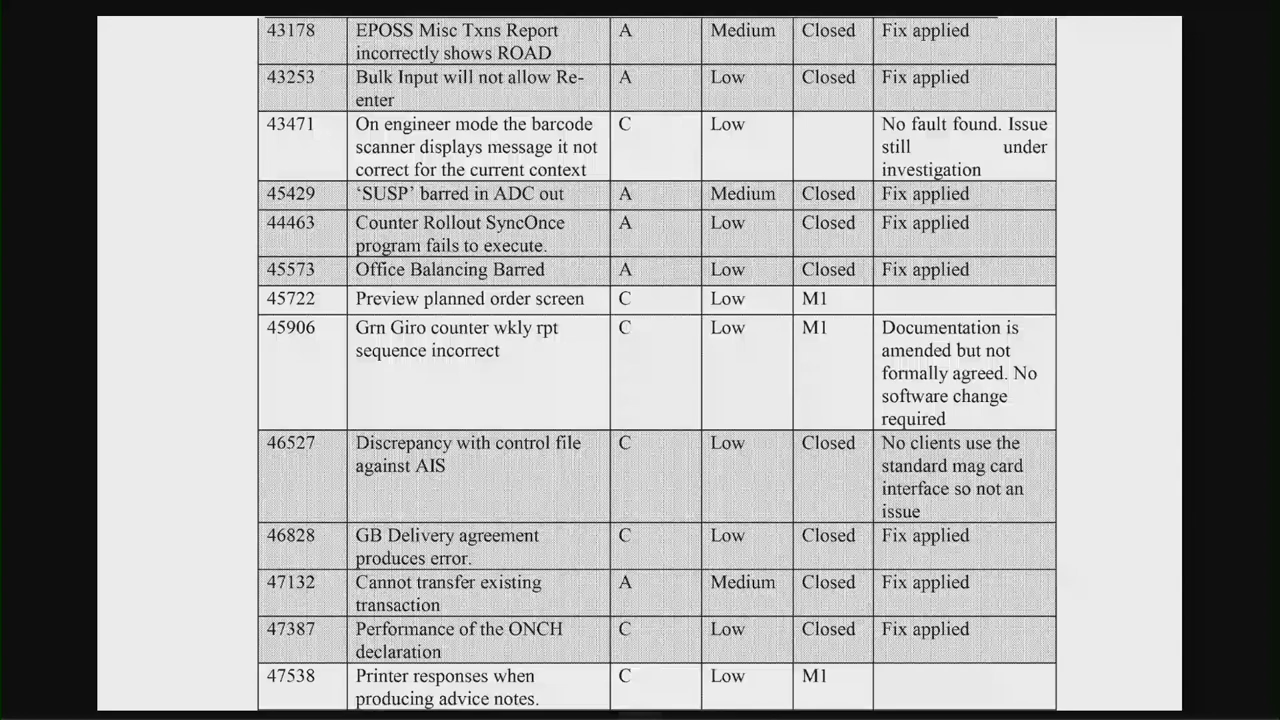 43178 EPOSS Misc Txns Report A Medium Closed Fix applied
incorrectly shows ROAD
43253 Bulk Input will not allow Re- A Low Closed Fix applied
enter
43471 On engineer mode the barcode C Low No fault found. Issue
scanner displays message it not still under
correct for the current context investigation
45429 ‘SUSP’ barred in ADC out A Medium Closed Fix applied
44463 Counter Rollout SyncOnce A Low Closed Fix applied
program fails to execute.
45573 Office Balancing Barred A Low Closed Fix applied
45722 Preview planned order screen C Low M1
45906 Grn Giro counter wkly rpt C Low M1 Documentation is
sequence incorrect amended but not
formally agreed. No
software change
required
46527 Discrepancy with control file C Low Closed No clients use the
against AIS standard mag card
interface so not an
issue
46828 GB Delivery agreement C Low Closed Fix applied
produces error.
47132 Cannot transfer existing A Medium Closed Fix applied
transaction
47387 Performance of the ONCH C Low Closed Fix applied
declaration
47538 Printer responses when C Low M1
producing advice notes.